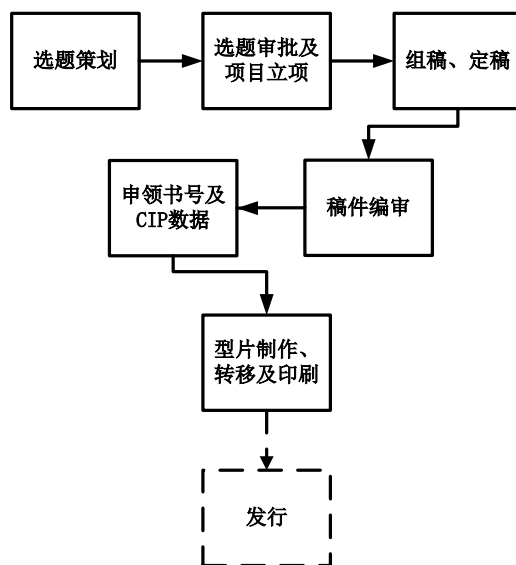 选题策划
选题审批及
项目立项
组稿、定稿
稿件编审
申领书号及
CIP数据
型片制作、
转移及印刷
发行